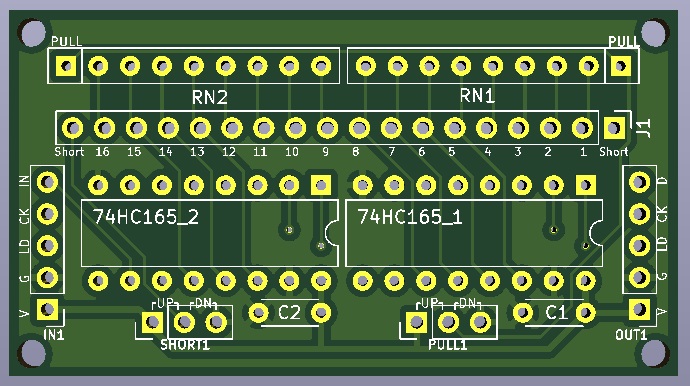 PULL PULL
RN2 RN1
J1
Short 16 15 14 13 12 11 10 9 8 7 6 5 4 3 2 1 Short
IN CK LD G V
74HC165_2 74HC165_1
D CK LD G V
UP DN C2 UP DN C1
IN1 SHORT1 PULL1 OUT1